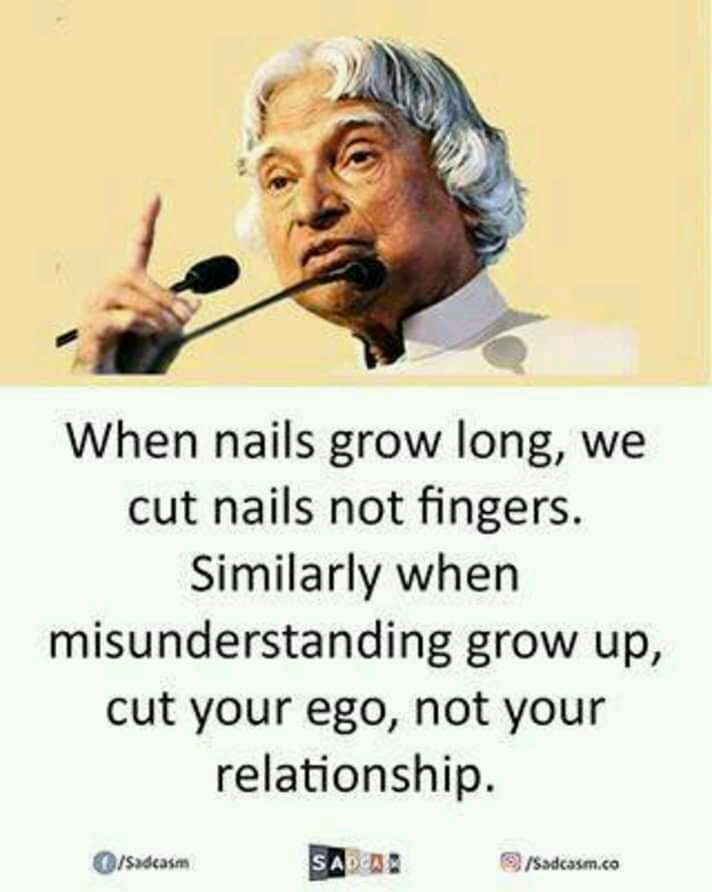 When nails grow long, we
cut nails not fingers.
Similarly when
misunderstanding grow up,
cut your ego, not your
relationship.
/Sadcasm
SADCASM
/Sadcasm.co